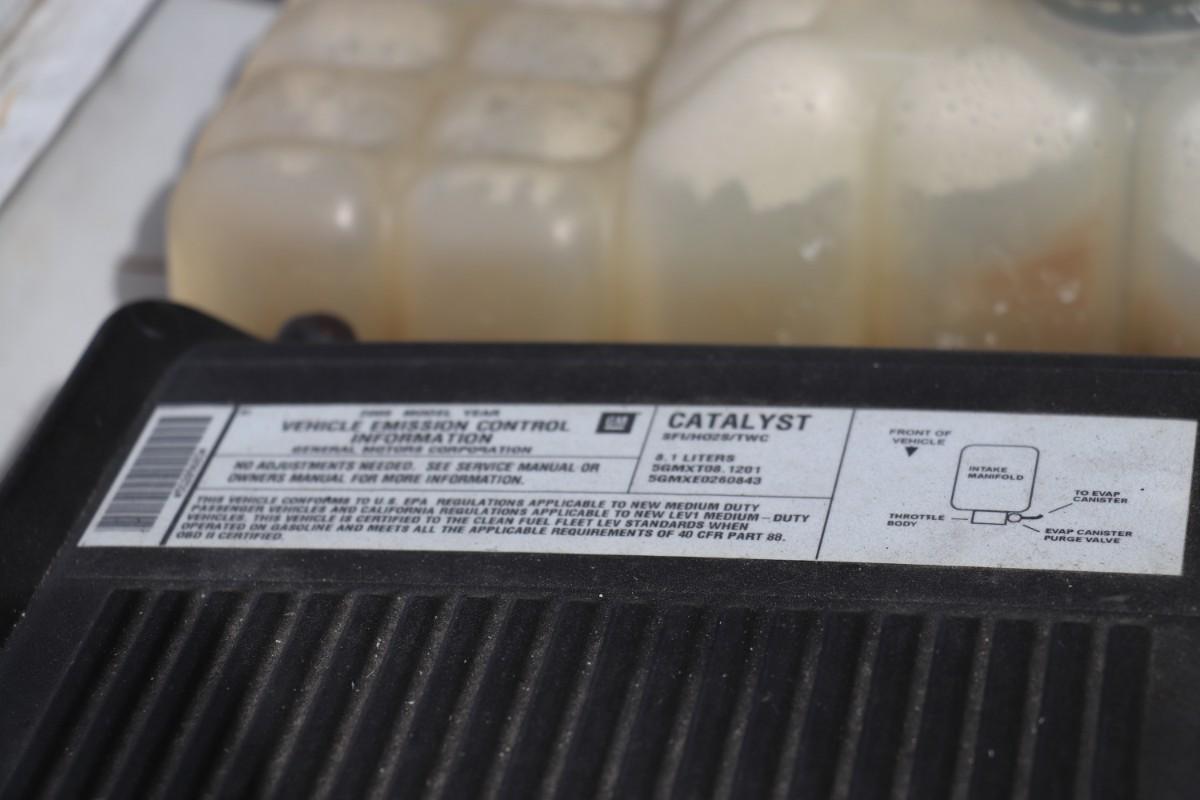 2005 MODEL YEAR
VEHICLE EMISSION CONTROL
INFORMATION
GENERAL MOTORS CORPORATION
GM
NO ADJUSTMENTS NEEDED. SEE SERVICE MANUAL OR
OWNERS MANUAL FOR MORE INFORMATION.
CATALYST
SFI/HO2S/TWC
8.1 LITERS
5GMXT08.1201
5GMXE0260843
THIS VEHICLE CONFORMS TO U.S. EPA REGULATIONS APPLICABLE TO NEW MEDIUM DUTY
PASSENGER VEHICLES AND CALIFORNIA REGULATIONS APPLICABLE TO NEW LEV1 MEDIUM-DUTY
VEHICLES. THIS VEHICLE IS CERTIFIED TO THE CLEAN FUEL FLEET LEV STANDARDS WHEN
OPERATED ON GASOLINE AND MEETS ALL THE APPLICABLE REQUIREMENTS OF 40 CFR PART 88.
OBD II CERTIFIED.
FRONT OF
VEHICLE
INTAKE
MANIFOLD
TO EVAP
CANISTER
THROTTLE
BODY
EVAP CANISTER
PURGE VALVE